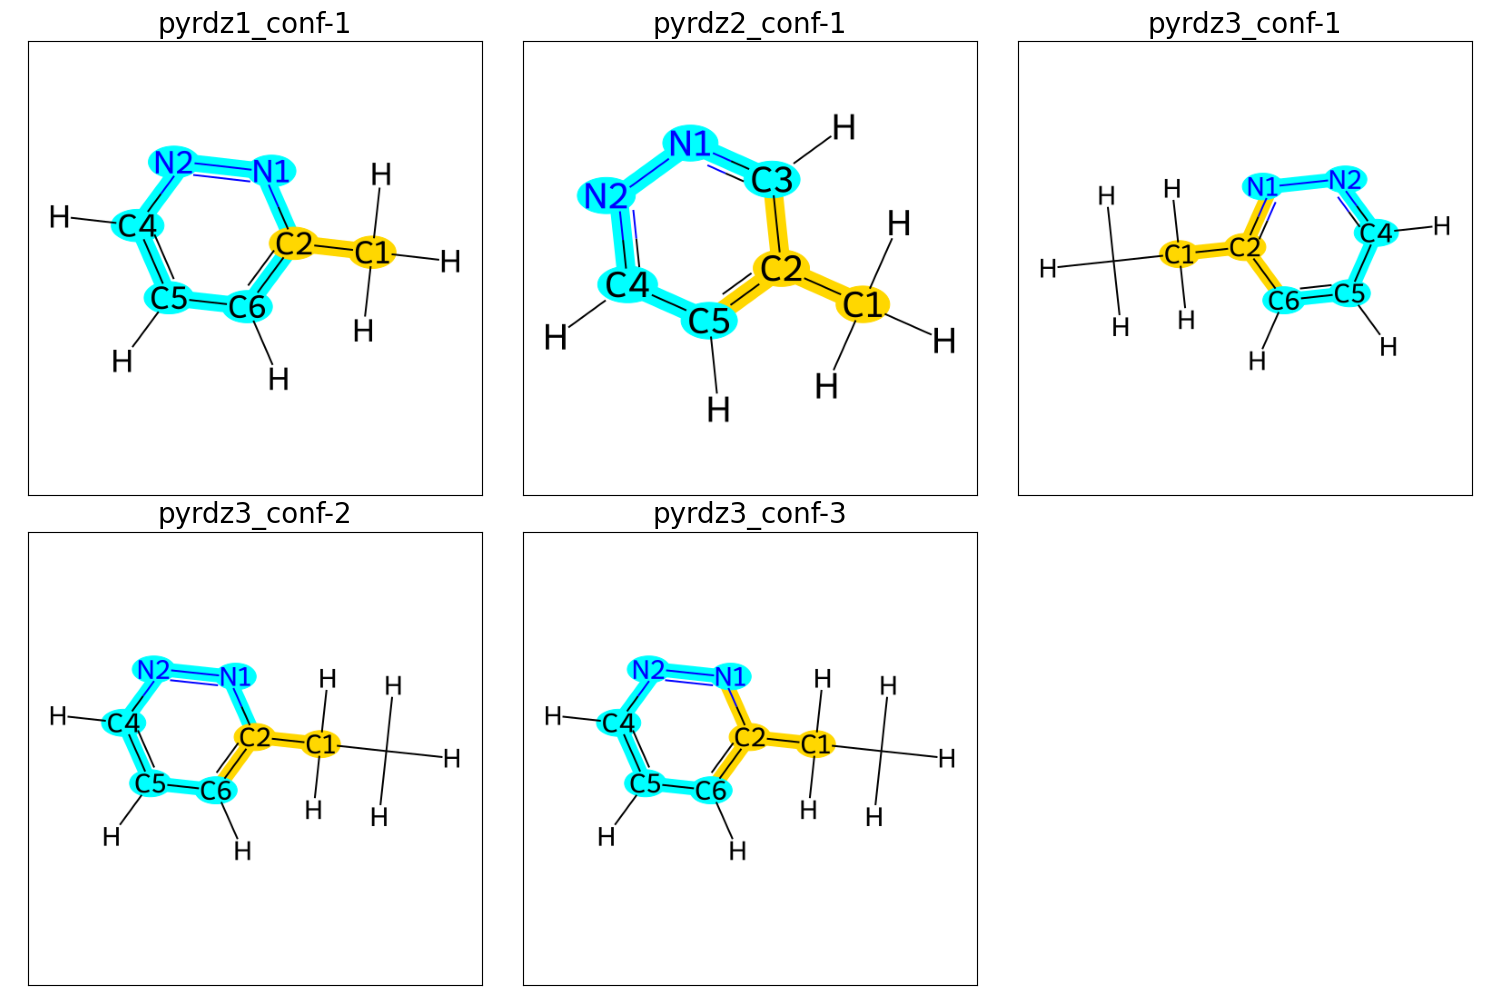 pyrdz1_conf-1
N2 N1 H
H C4 C2 C1 H
C5 C6 H
H H
pyrdz2_conf-1
N1 H
N2 C3
H
C4 C2 C1
H C5 H
H H
pyrdz3_conf-1
H H N1 N2
H C1 C2 C4 H
H H C6 C5
H H
pyrdz3_conf-2
N2 N1 H H
H C4 C2 C1 H
C5 C6 H H
H H
pyrdz3_conf-3
N2 N1 H H
H C4 C2 C1 H
C5 C6 H H
H H